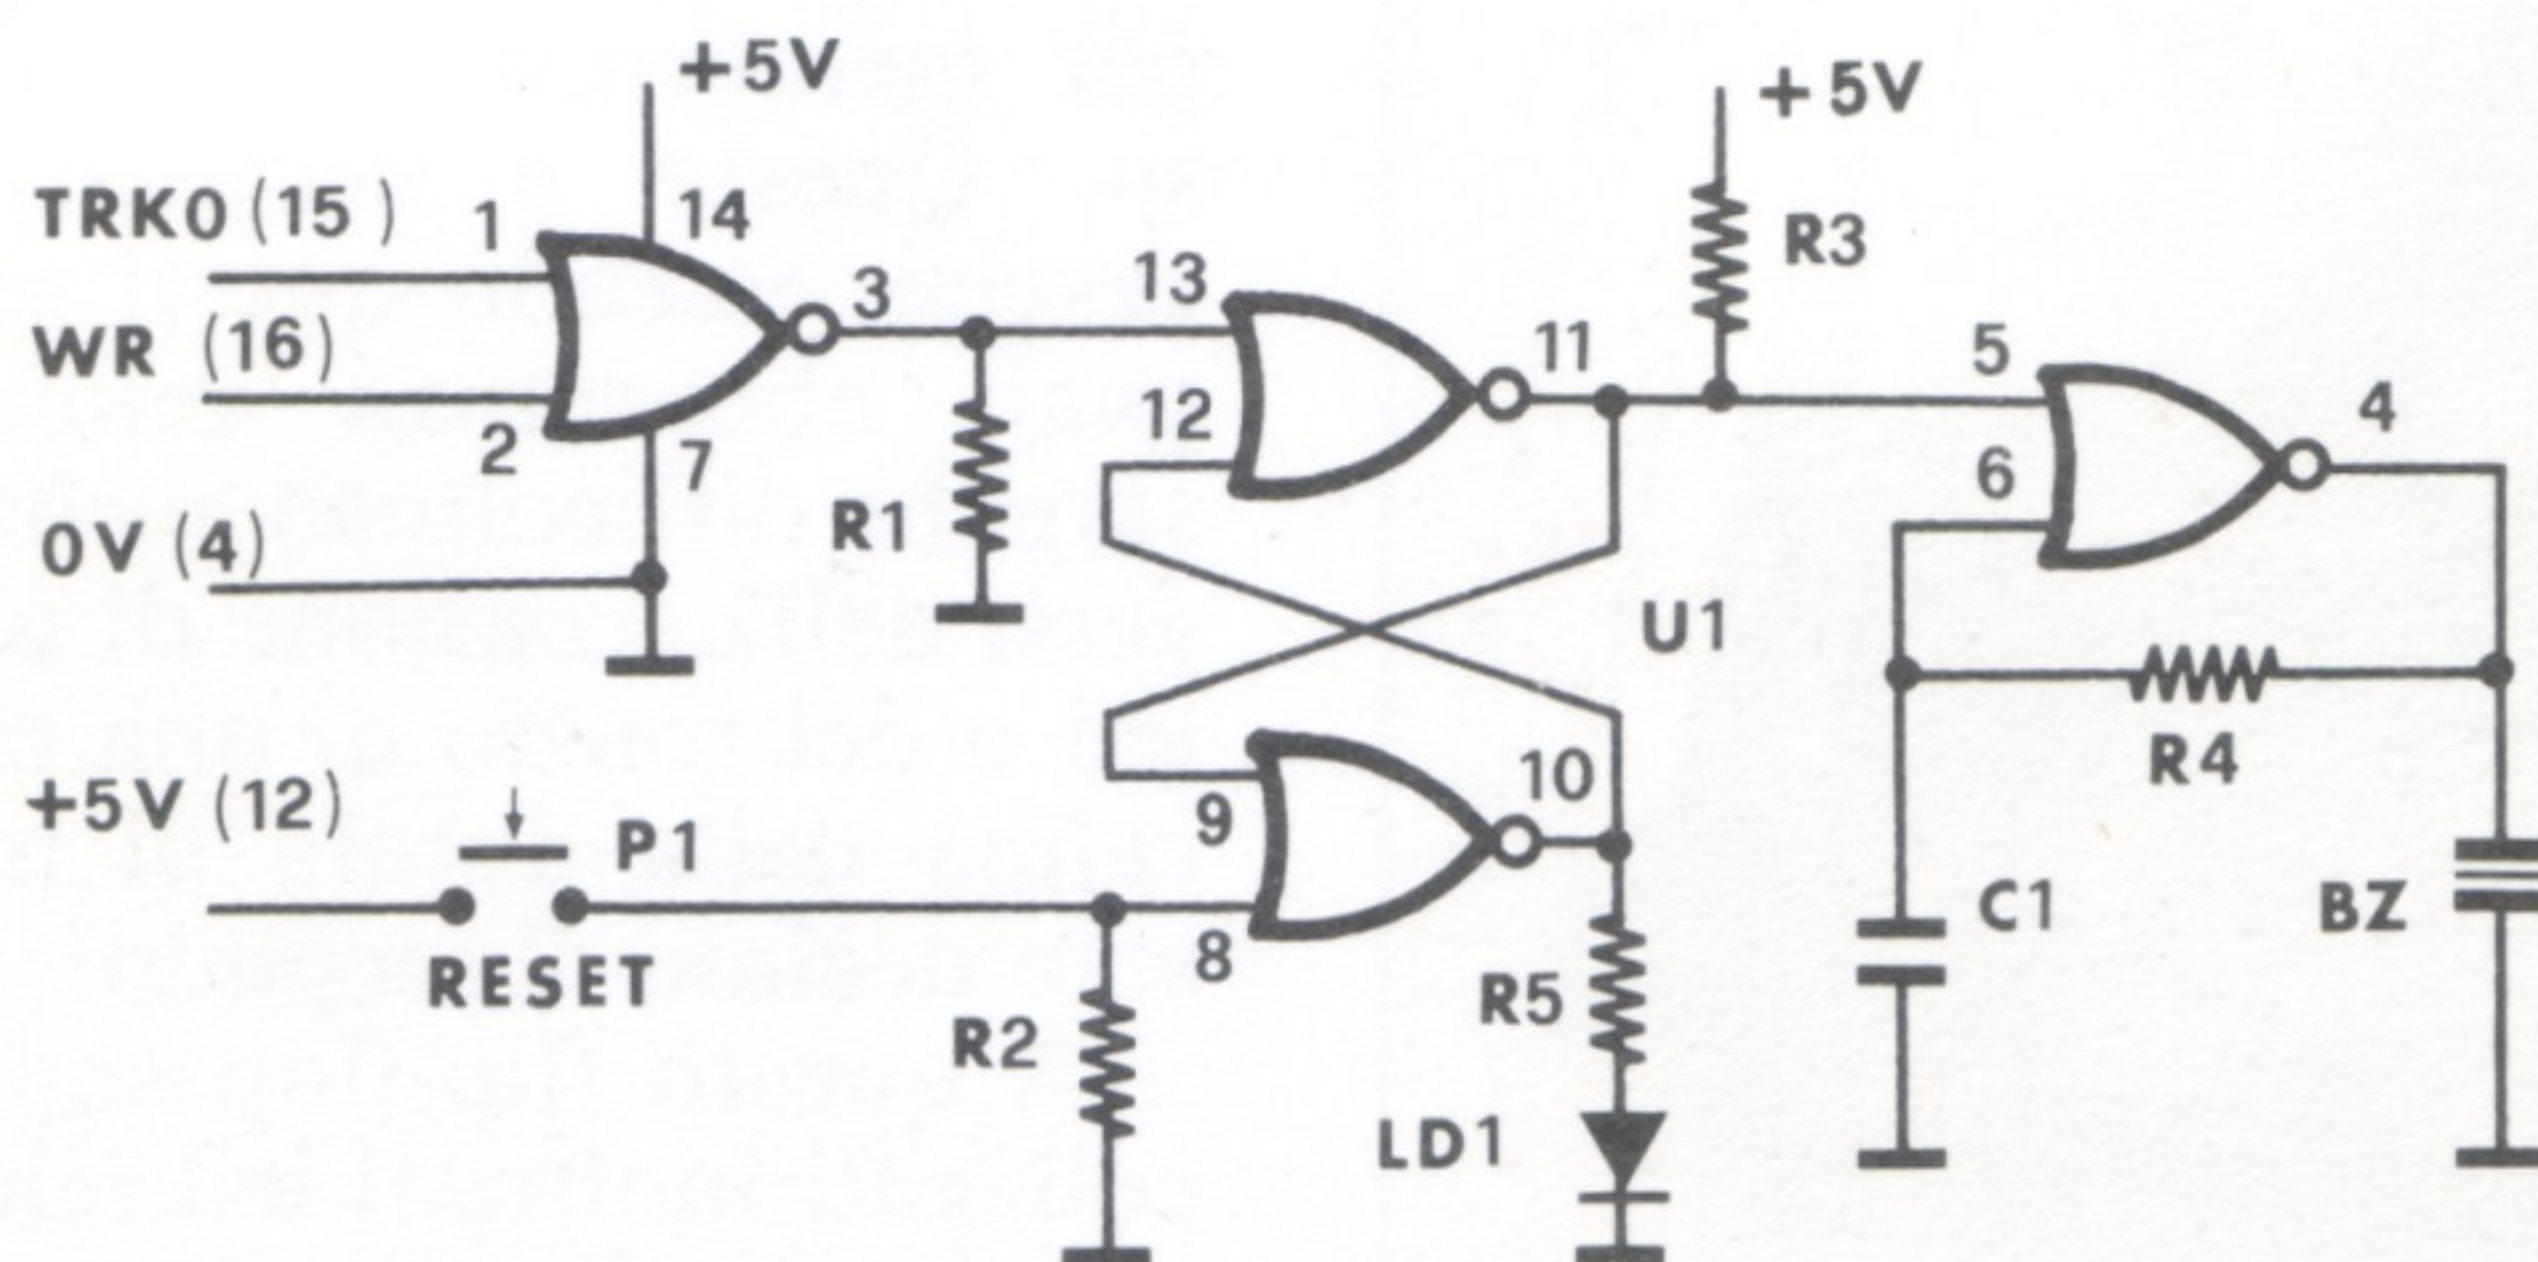 +5V
+5V
TRK0 (15 )
1
14
3
13
11
R3
WR (16)
12
5
4
2
7
6
R1
0V (4)
U1
R4
+5V (12)
P1
9
10
C1
BZ
RESET
8
R5
R2
LD1